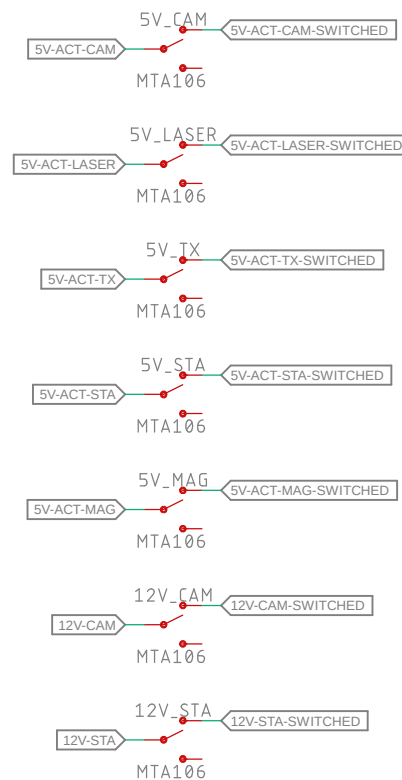 5V_CAM
5V-ACT-CAM-SWITCHED
5V-ACT-CAM
MTA106
5V_LASER
5V-ACT-LASER-SWITCHED
5V-ACT-LASER
MTA106
5V_TX
5V-ACT-TX-SWITCHED
5V-ACT-TX
MTA106
5V_STA
5V-ACT-STA-SWITCHED
5V-ACT-STA
MTA106
5V_MAG
5V-ACT-MAG-SWITCHED
5V-ACT-MAG
MTA106
12V_CAM
12V-CAM-SWITCHED
12V-CAM
MTA106
12V_STA
12V-STA-SWITCHED
12V-STA
MTA106